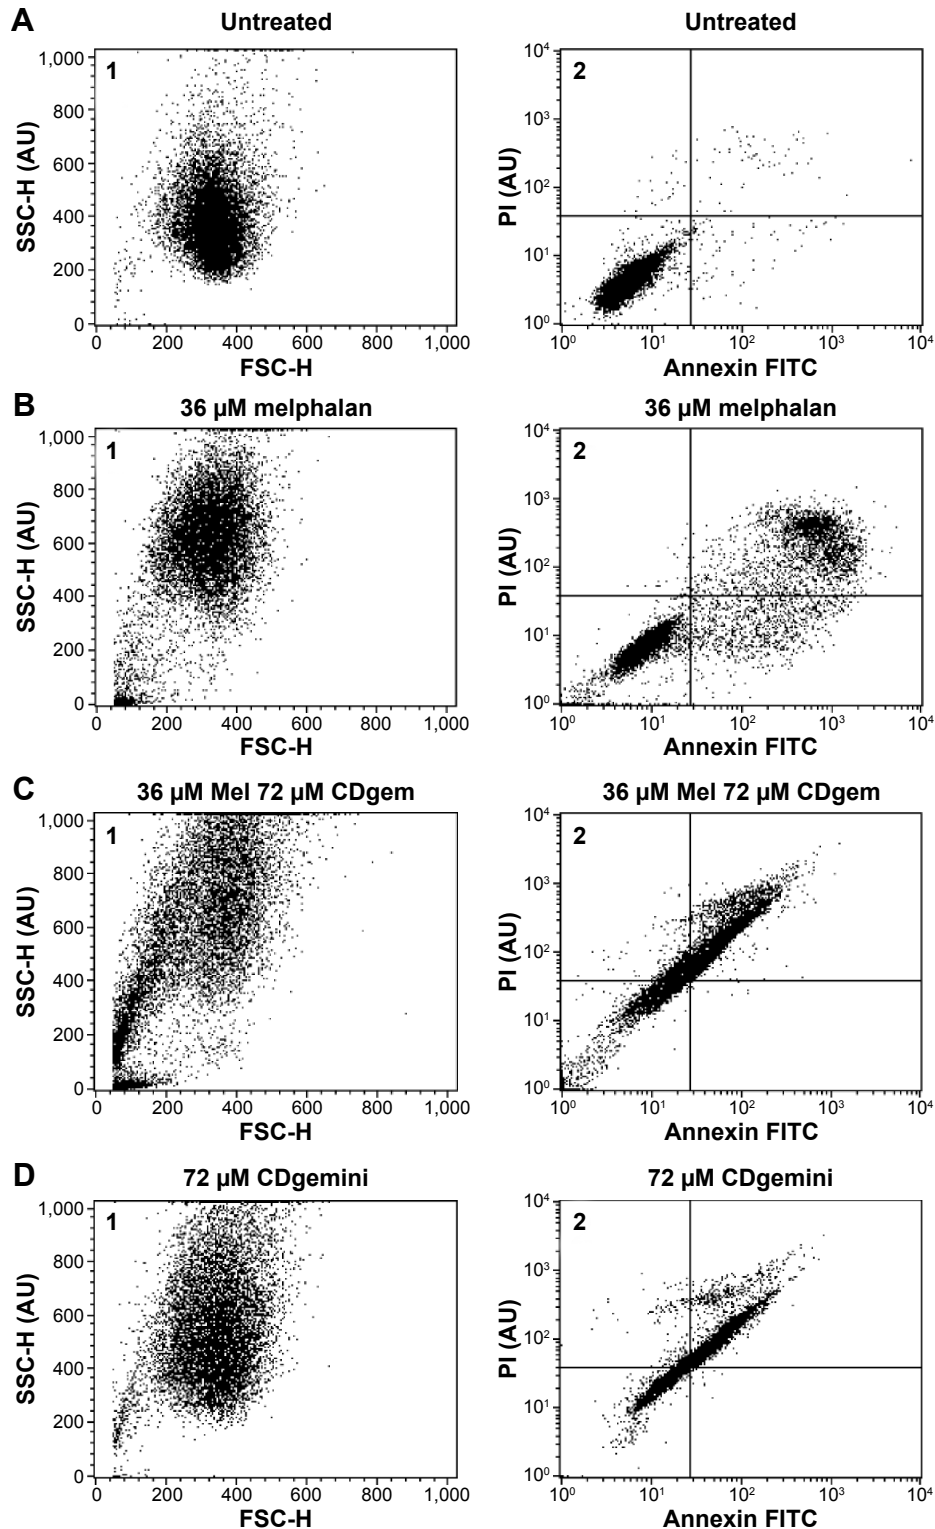 A
Untreated
Untreated
1
SSC-H (AU)
1,000
800
600
400
200
0
0 200 400 600 800 1,000
FSC-H
2
PI (AU)
10⁴
10³
10²
10¹
10⁰
10⁰ 10¹ 10² 10³ 10⁴
Annexin FITC
B
36 µM melphalan
36 µM melphalan
1
SSC-H (AU)
1,000
800
600
400
200
0
0 200 400 600 800 1,000
FSC-H
2
PI (AU)
10⁴
10³
10²
10¹
10⁰
10⁰ 10¹ 10² 10³ 10⁴
Annexin FITC
C
36 µM Mel 72 µM CDgem
36 µM Mel 72 µM CDgem
1
SSC-H (AU)
1,000
800
600
400
200
0
0 200 400 600 800 1,000
FSC-H
2
PI (AU)
10⁴
10³
10²
10¹
10⁰
10⁰ 10¹ 10² 10³ 10⁴
Annexin FITC
D
72 µM CDgemini
72 µM CDgemini
1
SSC-H (AU)
1,000
800
600
400
200
0
0 200 400 600 800 1,000
FSC-H
2
PI (AU)
10⁴
10³
10²
10¹
10⁰
10⁰ 10¹ 10² 10³ 10⁴
Annexin FITC